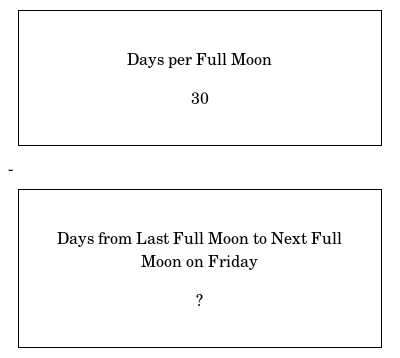 Days per Full Moon
30
-
Days from Last Full Moon to Next Full
Moon on Friday
?